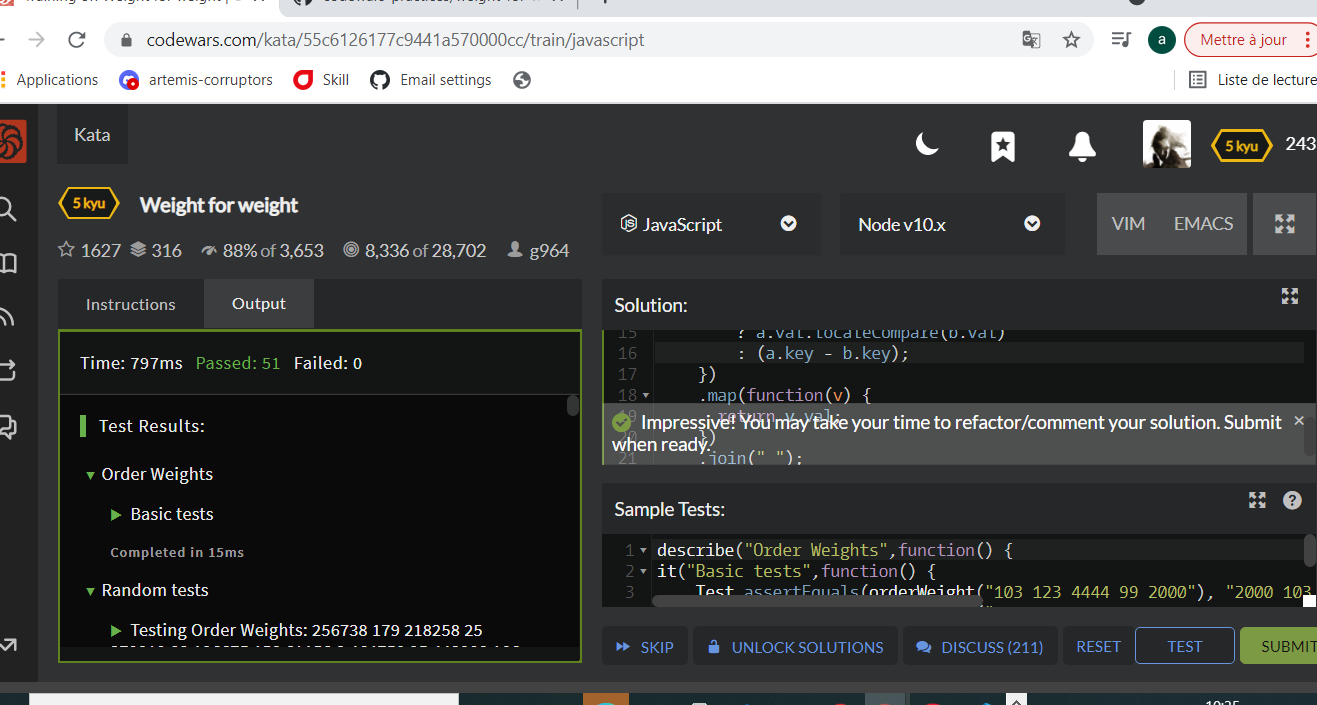 codewars.com/kata/55c6126177c9441a570000cc/train/javascript
a
Mettre à jour
Applications
artemis-corruptors
Skill
Email settings
Liste de lecture
Kata
5 kyu
243
5 kyu
Weight for weight
1627 316 88% of 3,653 8,336 of 28,702 g964
JavaScript
Node v10.x
VIM EMACS
Instructions
Output
Time: 797ms Passed: 51 Failed: 0
Test Results:
Order Weights
Basic tests
Completed in 15ms
Random tests
Testing Order Weights: 256738 179 218258 25
Solution:
15 ? a.val.localeCompare(b.val)
16 : (a.key - b.key);
17 })
18 .map(function(v) {
19 return v.val;
20 })
21 .join(" ");
Impressive! You may take your time to refactor/comment your solution. Submit
when ready.
Sample Tests:
1 describe("Order Weights",function() {
2 it("Basic tests",function() {
3 Test.assertEquals(orderWeight("103 123 4444 99 2000"), "2000 103
SKIP
UNLOCK SOLUTIONS
DISCUSS (211)
RESET
TEST
SUBMIT